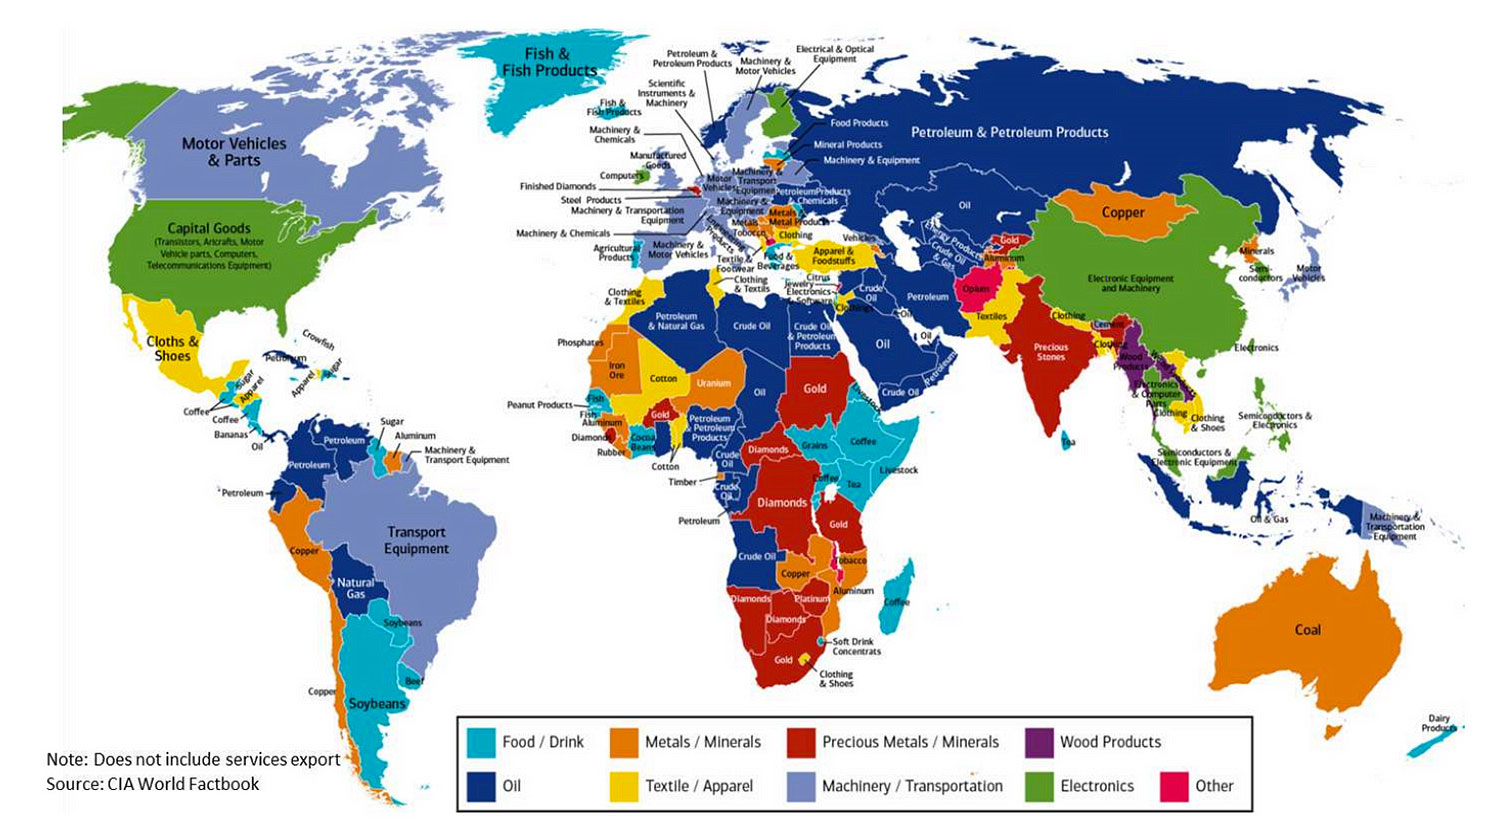 Fish &
Fish Products
Petroleum &
Petroleum Products
Machinery &
Motor Vehicles
Electrical & Optical
Equipment
Scientific
Instruments &
Machinery
Fish &
Fish Products
Machinery &
Chemicals
Food Products
Mineral Products
Machinery & Equipment
Petroleum & Petroleum Products
Motor Vehicles
& Parts
Manufactured
Goods
Computers
Finished Diamonds
Steel Products
Machinery & Transportation
Equipment
Machinery & Chemicals
Motor
Vehicles
Machinery &
Transport
Equipment
Petroleum Products
& Chemicals
Machinery &
Equipment
Metals &
Metal Products
Metals
Tobacco
Clothing
Engineering
Products
Agricultural
Products
Machinery &
Motor Vehicles
Textile &
Footwear
Food &
Beverages
Apparel &
Foodstuffs
Vehicles
Oil
Energy Products
Crude Oil
& Gas
Gold
Aluminum
Copper
Minerals
Semi-
conductors
Motor
Vehicles
Capital Goods
(Transistors, Aricrafts, Motor
Vehicle parts, Computers,
Telecommunications Equipment)
Electronic Equipment
and Machinery
Clothing
& Textiles
Clothing
& Textiles
Citrus
Jewelry
Electronics
& Software
Clothings
Crude
Oil
Petroleum
Opium
Textiles
Oil
Oil
Oil
Petroleum
Crude Oil
Clothing
Cement
Clothing
Precious
Stones
Wood
Products
Wood Products
Electronics
& Computer
Parts
Clothing
Clothing
& Shoes
Electronics
Semiconductors &
Electronics
Semiconductors &
Electronic Equipment
Tea
Oil & Gas
Machinery &
Transportation
Equipment
Cloths &
Shoes
Crowfish
Petroleum
Sugar
Apparel
Sugar
Apparel
Coffee
Coffee
Bananas
Oil
Petroleum
Petroleum
Petroleum
Sugar
Aluminum
Machinery &
Transport Equipment
Transport
Equipment
Copper
Natural
Gas
Soybeans
Beef
Copper
Soybeans
Petroleum
& Natural Gas
Crude Oil
Crude Oil
& Petroleum
Products
Phosphates
Iron
Ore
Cotton
Uranium
Oil
Gold
Livestock
Peanut Products
Fish
Fish
Aluminum
Diamonds
Rubber
Cocoa
Beans
Gold
Cotton
Petroleum
& Petroleum
Products
Timber
Crude
Oil
Crude
Oil
Petroleum
Diamonds
Grains
Coffee
Livestock
Coffee
Tea
Diamonds
Gold
Crude Oil
Copper
Tobacco
Aluminum
Diamonds
Platinum
Diamonds
Coffee
Gold
Soft Drink
Concentrats
Clothing
& Shoes
Coal
Dairy
Products
Note: Does not include services export
Source: CIA World Factbook
Food / Drink
Metals / Minerals
Precious Metals / Minerals
Wood Products
Oil
Textile / Apparel
Machinery / Transportation
Electronics
Other